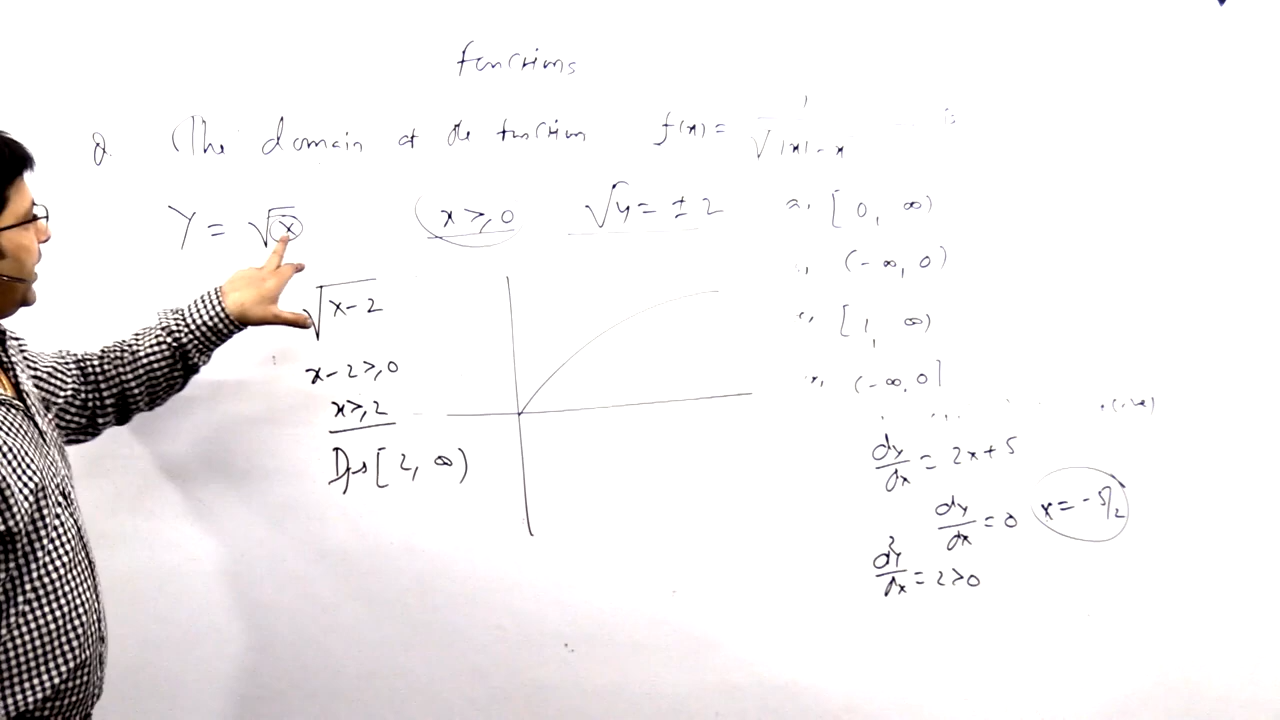 functions
Q. The domain of the function f(x) = 1/√|x|-x is
Y = √x
x ≥ 0
√4 = ± 2
[0, ∞)
(-∞, 0)
[1, ∞)
(-∞, 0]
√x-2
x-2 ≥ 0
x ≥ 2
[2, ∞)
dy/dx = 2x+5
dy/dx = 0 x = -5/2
d²y/dx = 2 > 0